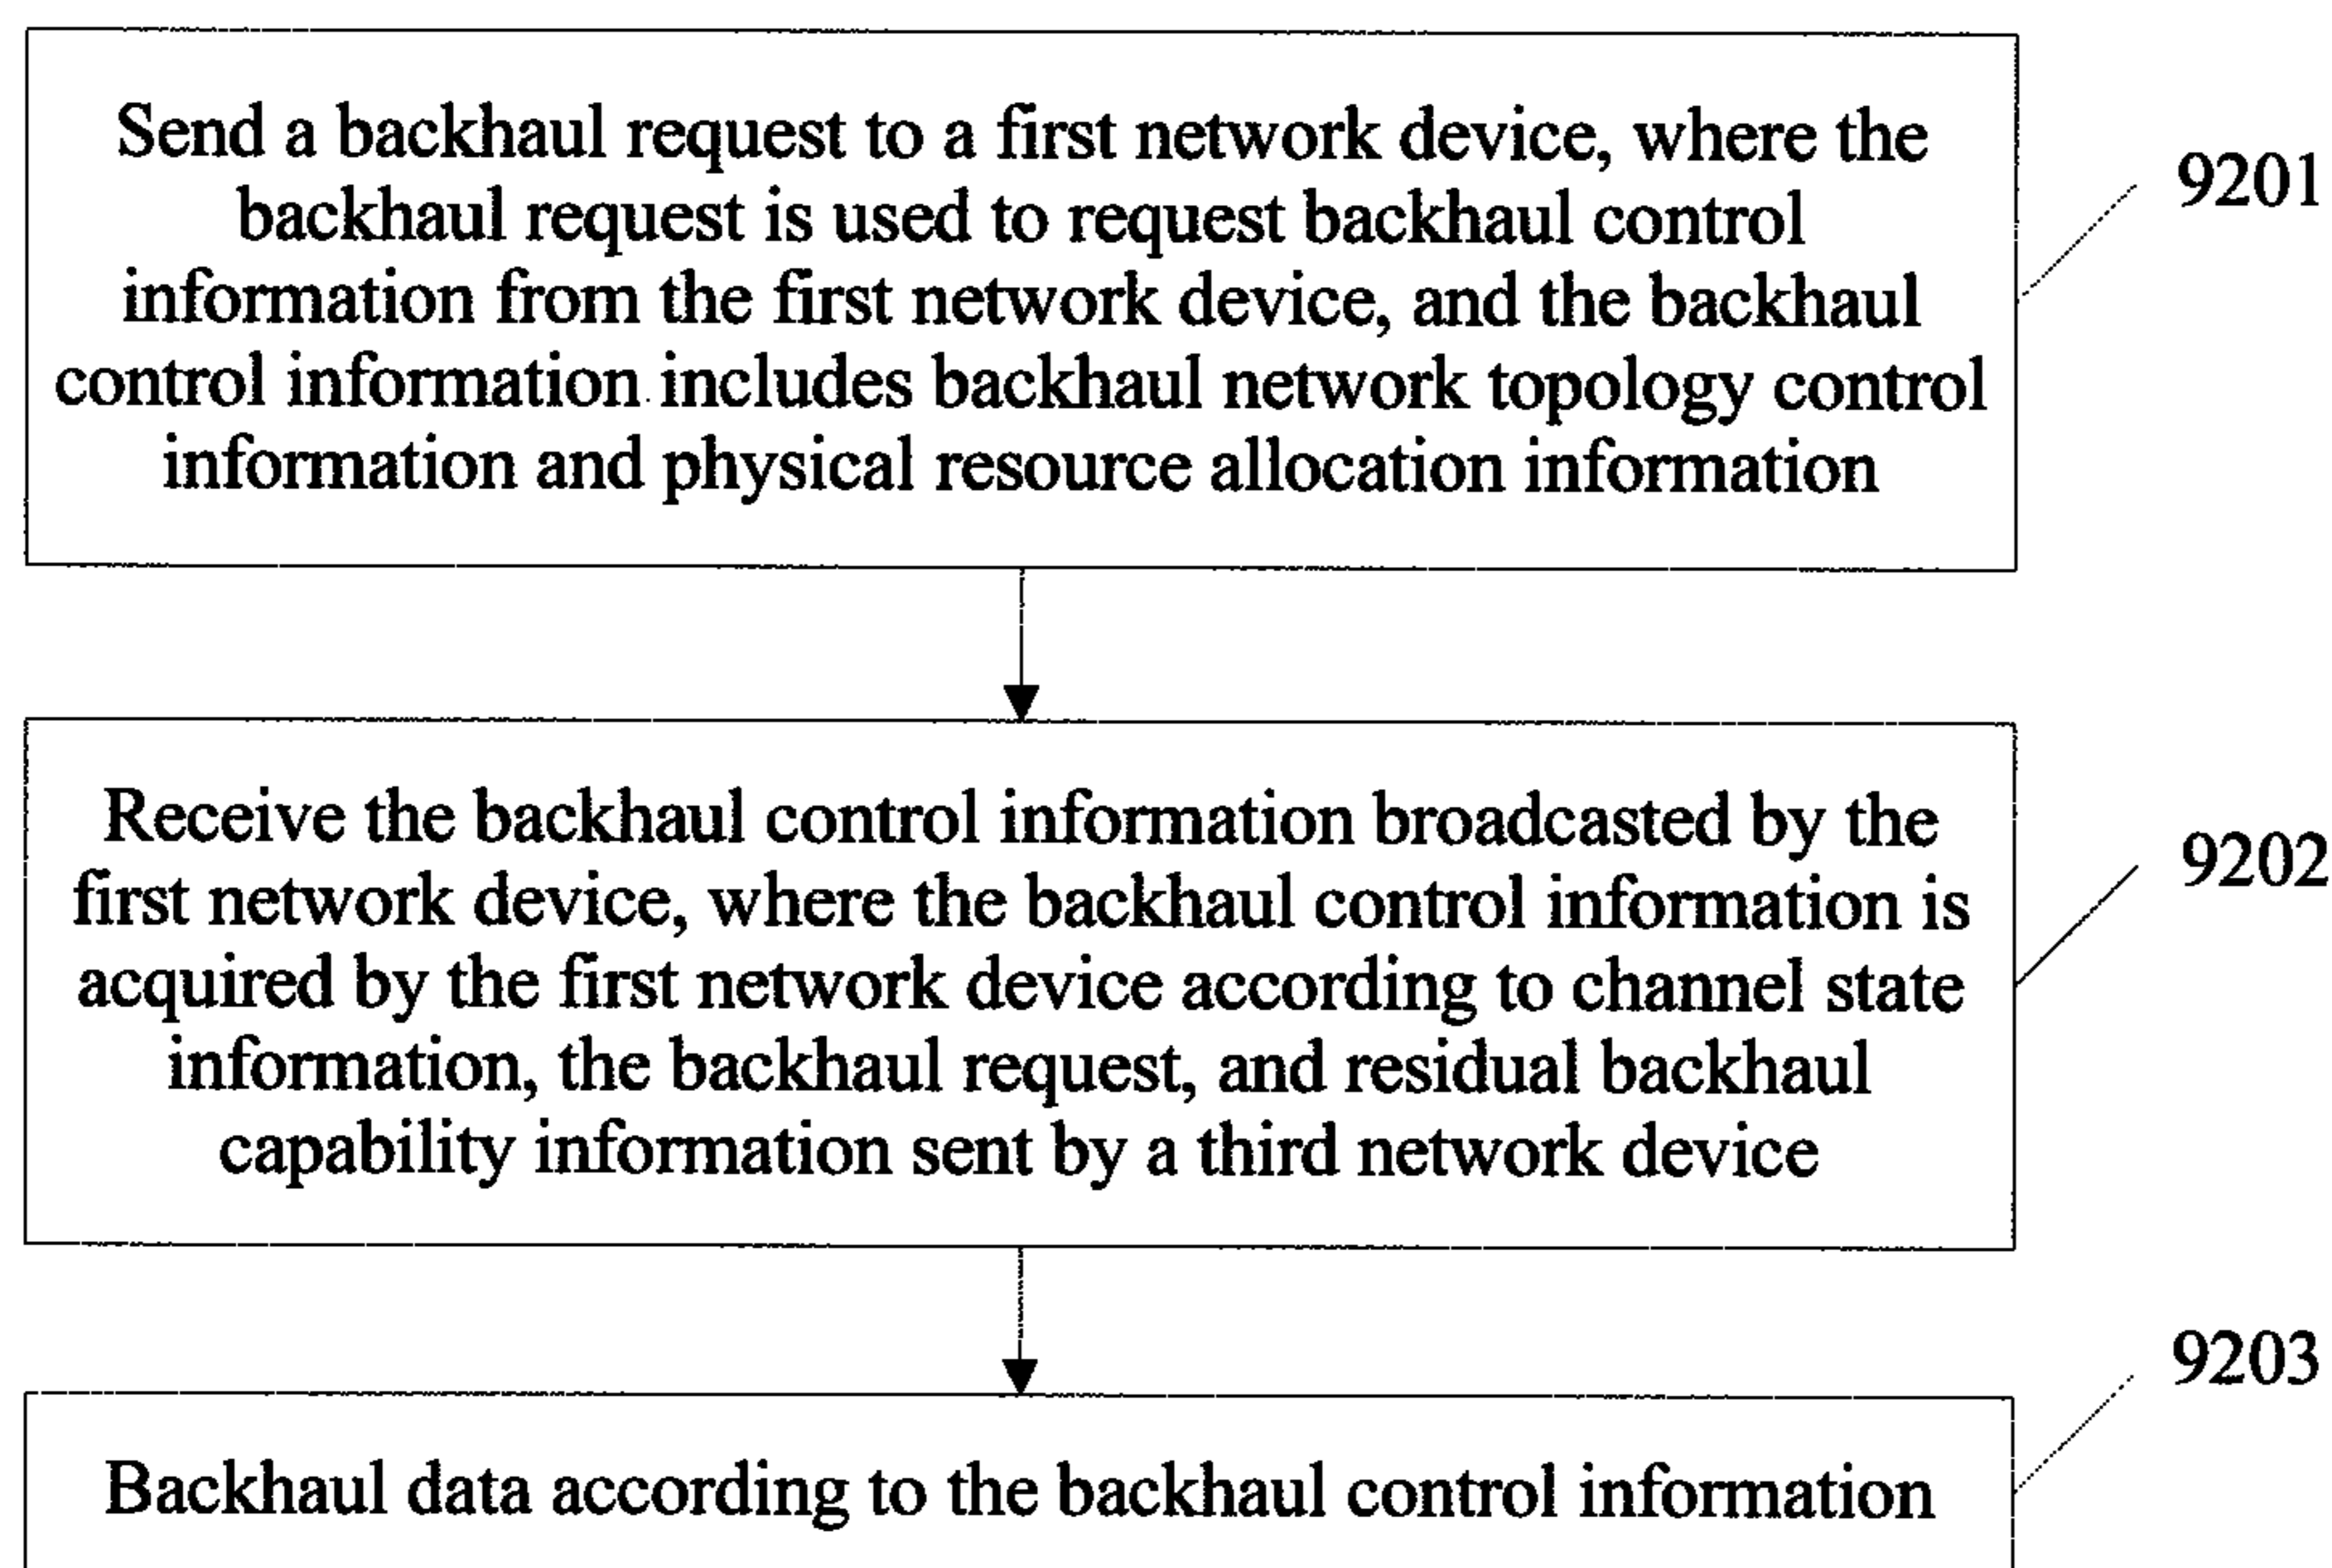 Send a backhaul request to a first network device, where the
backhaul request is used to request backhaul control
information from the first network device, and the backhaul
control information includes backhaul network topology control
information and physical resource allocation information
9201
Receive the backhaul control information broadcasted by the
first network device, where the backhaul control information is
acquired by the first network device according to channel state
information, the backhaul request, and residual backhaul
capability information sent by a third network device
9202
Backhaul data according to the backhaul control information
9203